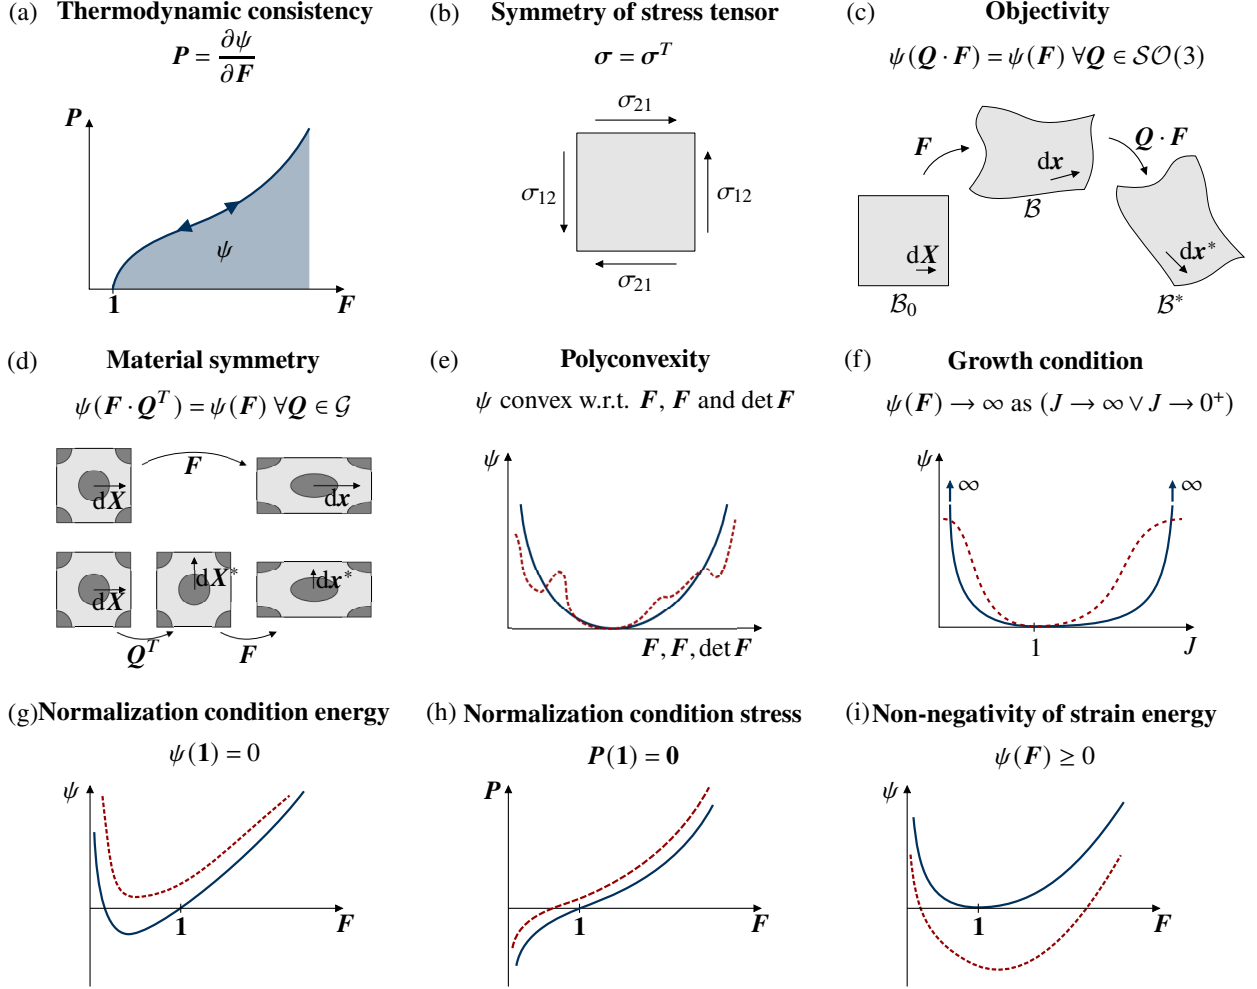 (a) Thermodynamic consistency
P = ∂ψ/∂F
P
ψ
1
F
(b) Symmetry of stress tensor
σ = σ^T
σ21
σ12
σ12
σ21
(c) Objectivity
ψ(Q · F) = ψ(F) ∀Q ∈ SO(3)
F
dx
Q · F
B
dX
dx*
B0
B*
(d) Material symmetry
ψ(F · Q^T) = ψ(F) ∀Q ∈ G
F
dX
dx
dX
dX*
dx*
Q^T
F
(e) Polyconvexity
ψ convex w.r.t. F, F and det F
ψ
F, F, det F
(f) Growth condition
ψ(F) → ∞ as (J → ∞ ∨ J → 0+)
ψ
∞
∞
1
J
(g) Normalization condition energy
ψ(1) = 0
ψ
1
F
(h) Normalization condition stress
P(1) = 0
P
1
F
(i) Non-negativity of strain energy
ψ(F) ≥ 0
ψ
1
F